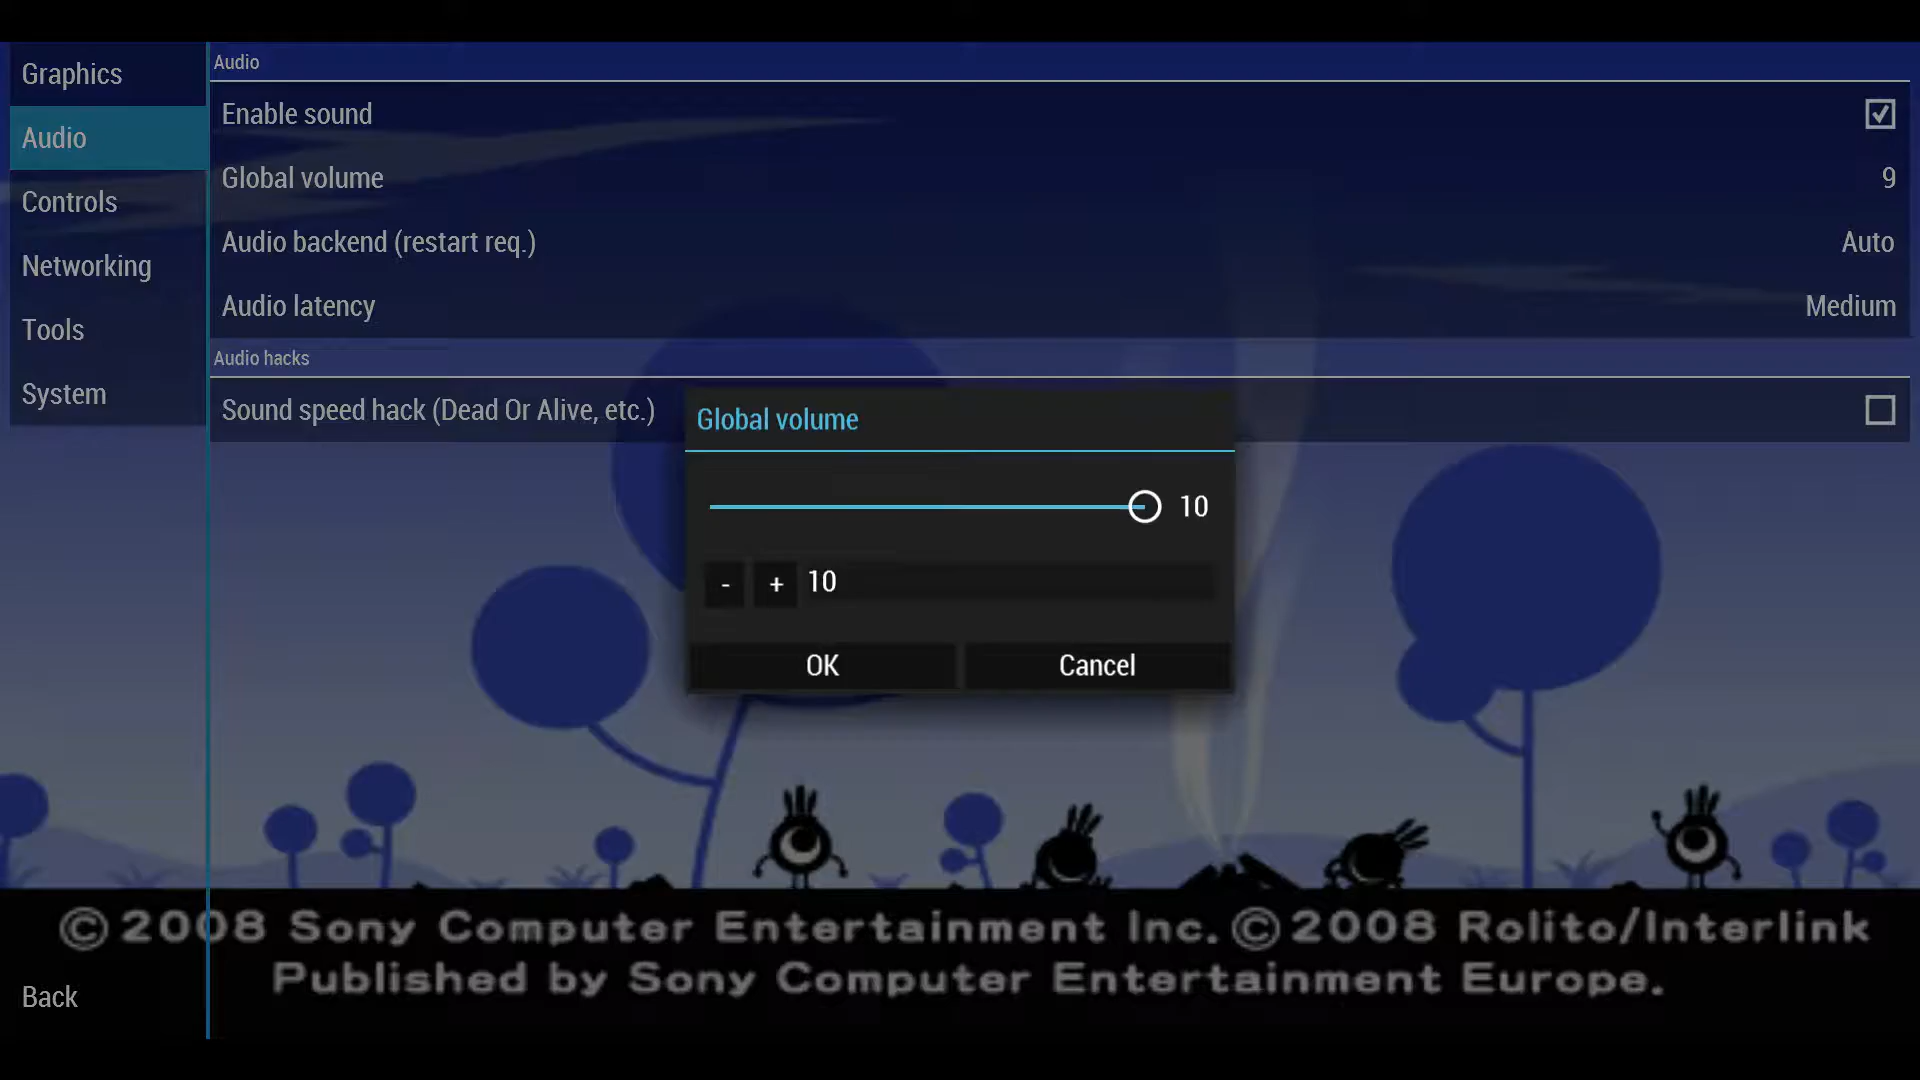 Graphics
Audio
Controls
Networking
Tools
System
Back
Audio
Enable sound
Global volume 9
Audio backend (restart req.) Auto
Audio latency Medium
Audio hacks
Sound speed hack (Dead Or Alive, etc.)
Global volume
10
- + 10
OK Cancel
©2008 Sony Computer Entertainment Inc. ©2008 Rolito/Interlink
Published by Sony Computer Entertainment Europe.